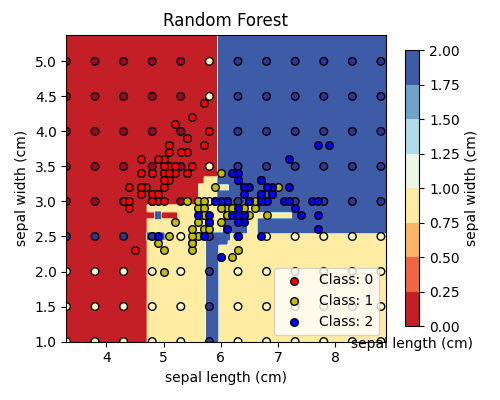 Random Forest
sepal width (cm)
5.0
4.5
4.0
3.5
3.0
2.5
2.0
1.5
1.0
4
5
6
7
8
sepal length (cm)
Class: 0
Class: 1
Class: 2
2.00
1.75
1.50
1.25
1.00
0.75
0.50
0.25
0.00
sepal width (cm)
sepal length (cm)